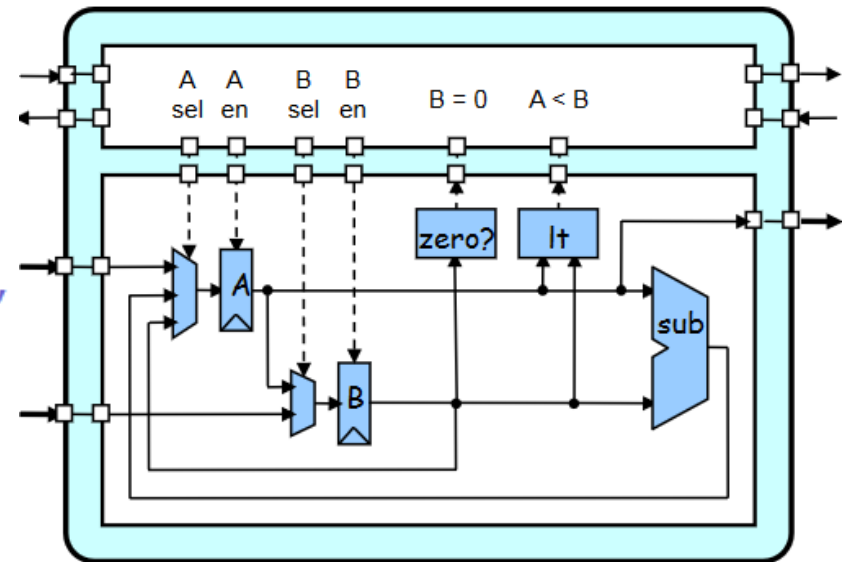 A A B B
sel en sel en B = 0 A < B
zero? lt
A
sub
B